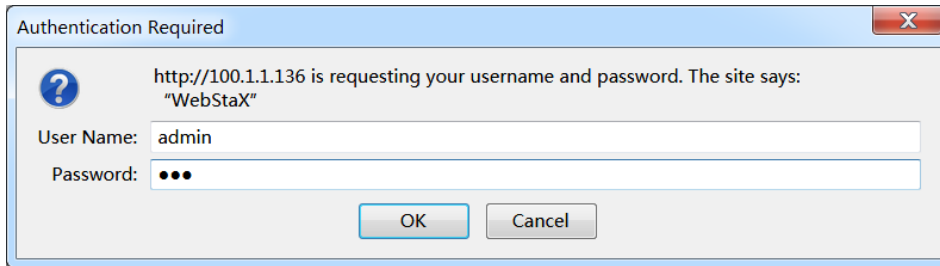 Authentication Required
http://100.1.1.136 is requesting your username and password. The site says:
“WebStaX”
User Name: admin
Password: ●●●
OK Cancel